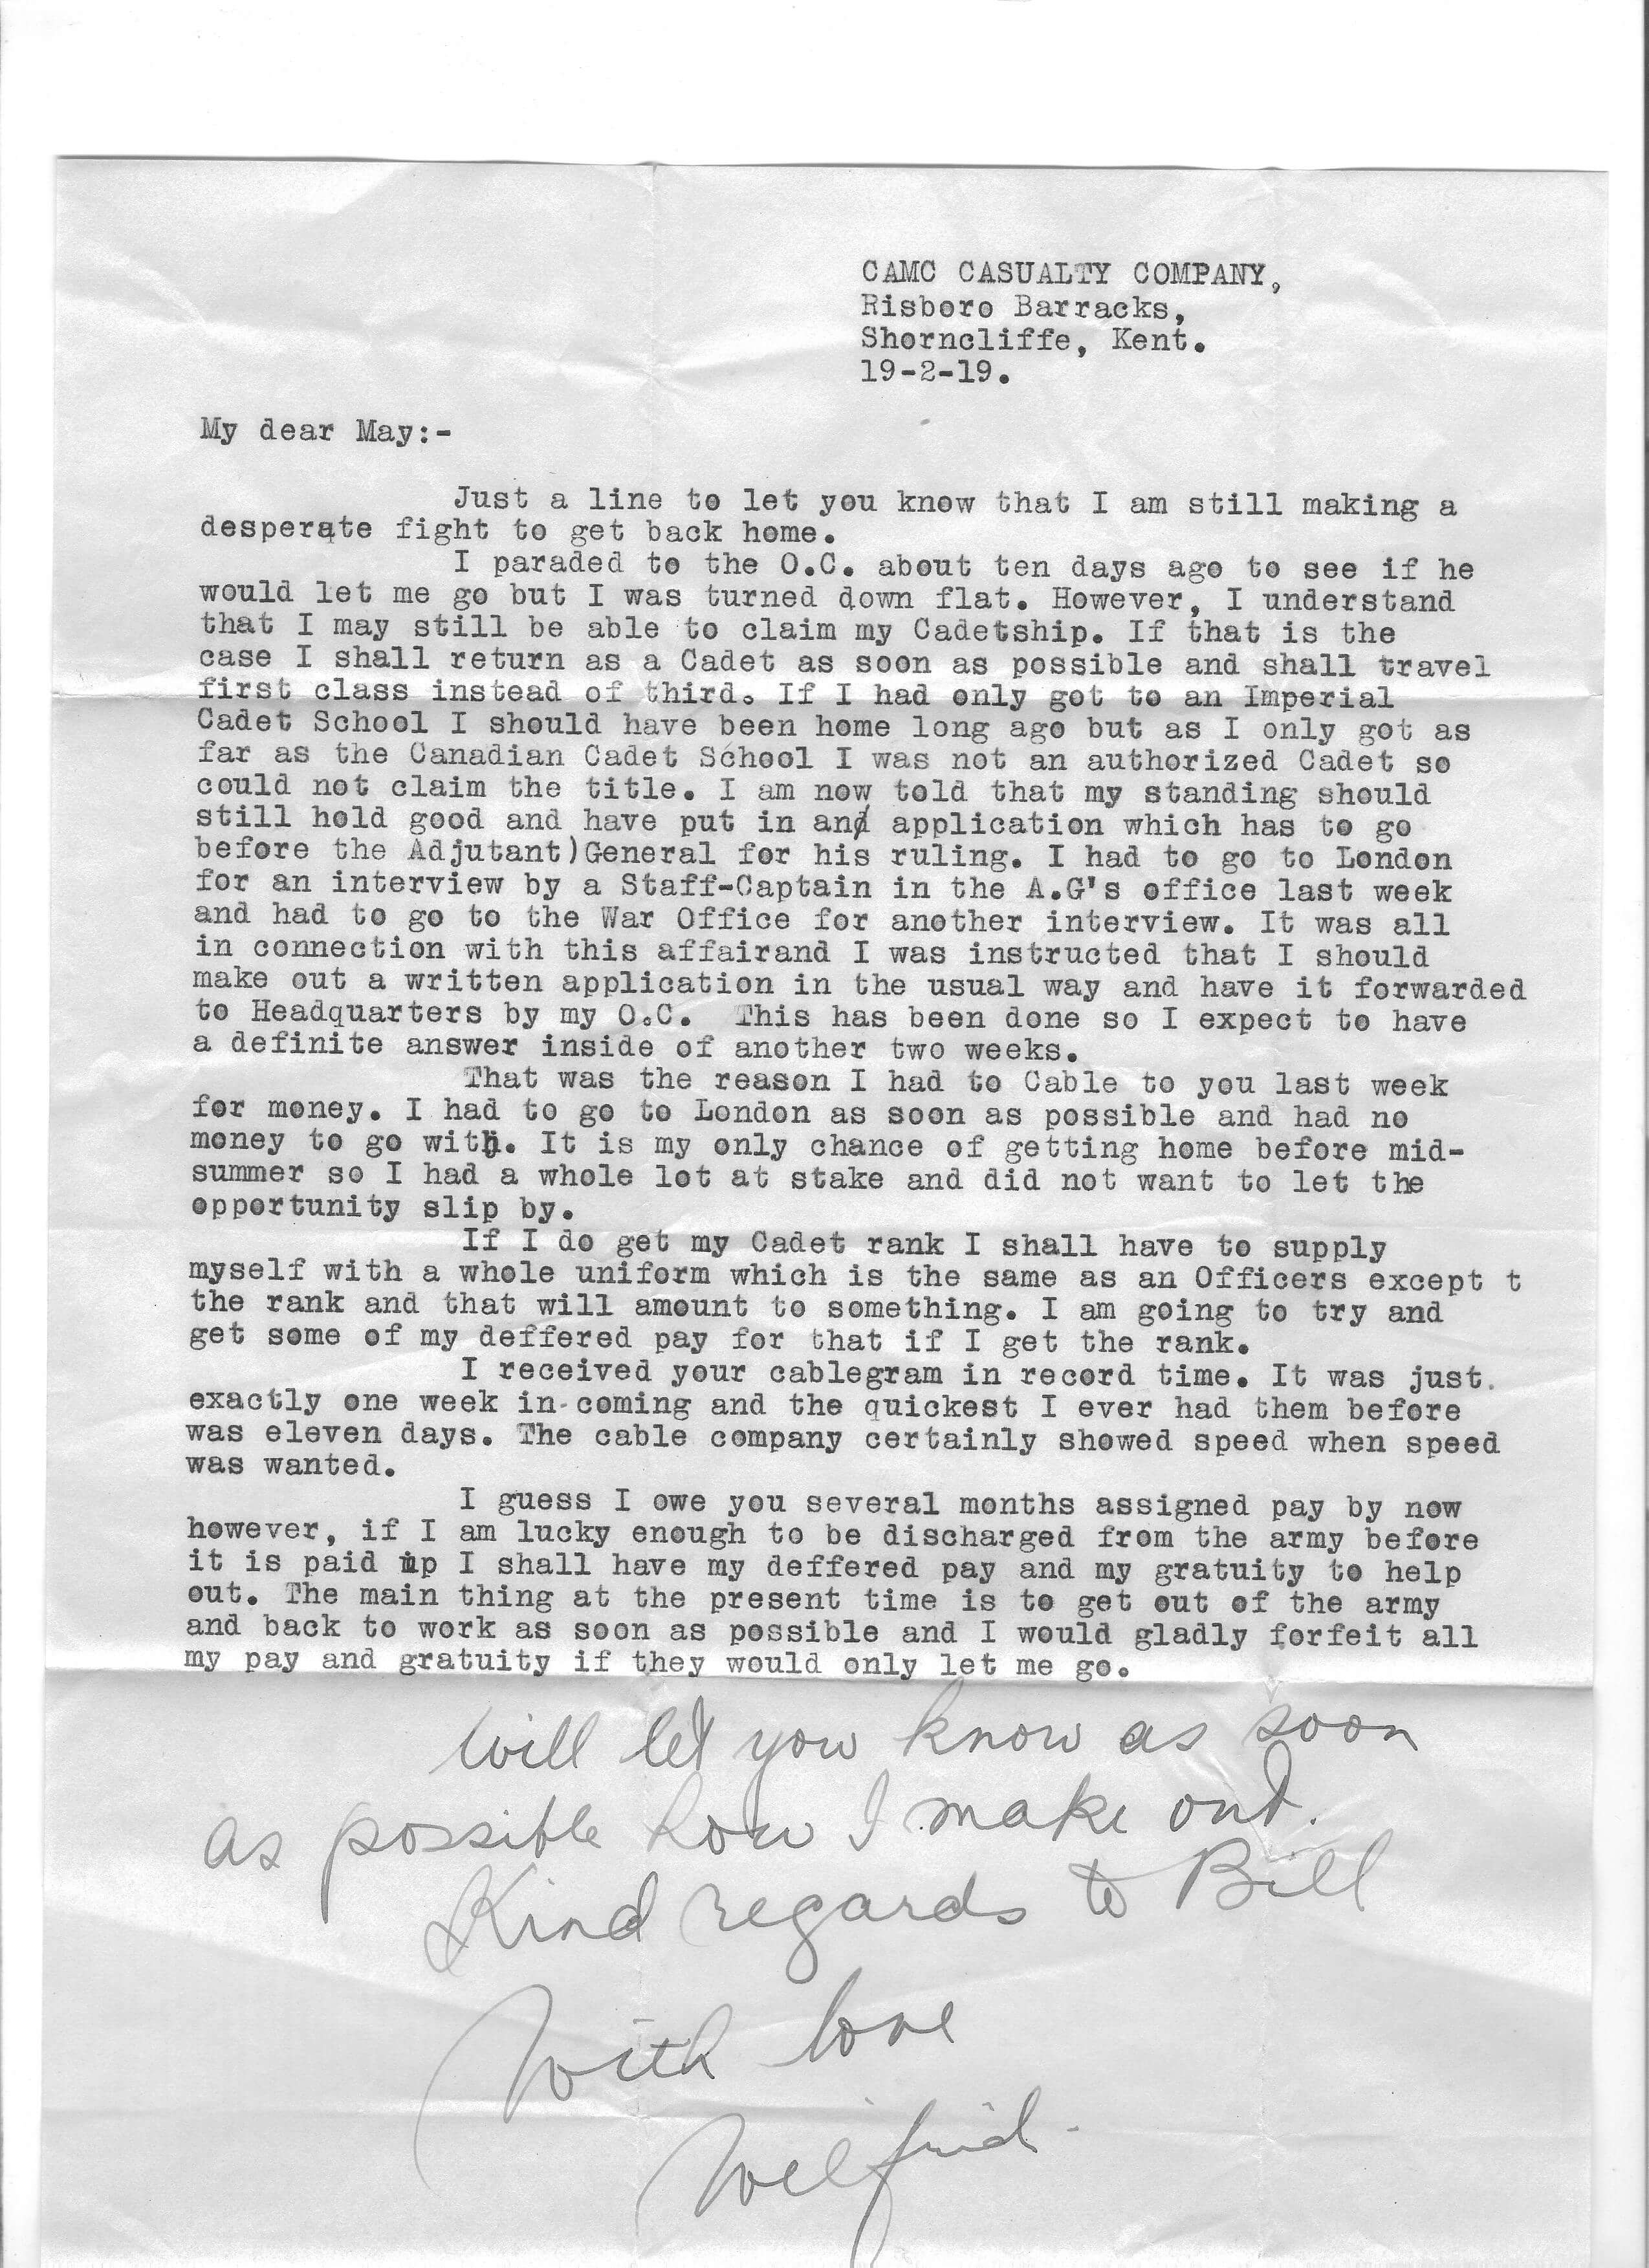 CAMC CASUALTY COMPANY,
Risboro Barracks,
Shorncliffe, Kent.
19-2-19.
My dear May:-
Just a line to let you know that I am still making a
desperate fight to get back home.
I paraded to the O.C. about ten days ago to see if he
would let me go but I was turned down flat. However, I understand
that I may still be able to claim my Cadetship. If that is the
case I shall return as a Cadet as soon as possible and shall travel
first class instead of third. If I had only got to an Imperial
Cadet School I should have been home long ago but as I only got as
far as the Canadian Cadet School I was not an authorized Cadet so
could not claim the title. I am now told that my standing should
still hold good and have put in and application which has to go
before the Adjutant)General for his ruling. I had to go to London
for an interview by a Staff-Captain in the A.G's office last week
and had to go to the War Office for another interview. It was all
in connection with this affairand I was instructed that I should
make out a written application in the usual way and have it forwarded
to Headquarters by my O.C. This has been done so I expect to have
a definite answer inside of another two weeks.
That was the reason I had to Cable to you last week
for money. I had to go to London as soon as possible and had no
money to go with. It is my only chance of getting home before mid-
summer so I had a whole lot at stake and did not want to let the
opportunity slip by.
If I do get my Cadet rank I shall have to supply
myself with a whole uniform which is the same as an Officers except t
the rank and that will amount to something. I am going to try and
get some of my deffered pay for that if I get the rank.
I received your cablegram in record time. It was just.
exactly one week in-coming and the quickest I ever had them before
was eleven days. The cable company certainly showed speed when speed
was wanted.
I guess I owe you several months assigned pay by now
however, if I am lucky enough to be discharged from the army before
it is paid up I shall have my deffered pay and my gratuity to help
out. The main thing at the present time is to get out of the army
and back to work as soon as possible and I would gladly forfeit all
my pay and gratuity if they would only let me go.
Will let you know as soon
as possible how I make out.
Kind regards to Bill
With love
Wilfrid.